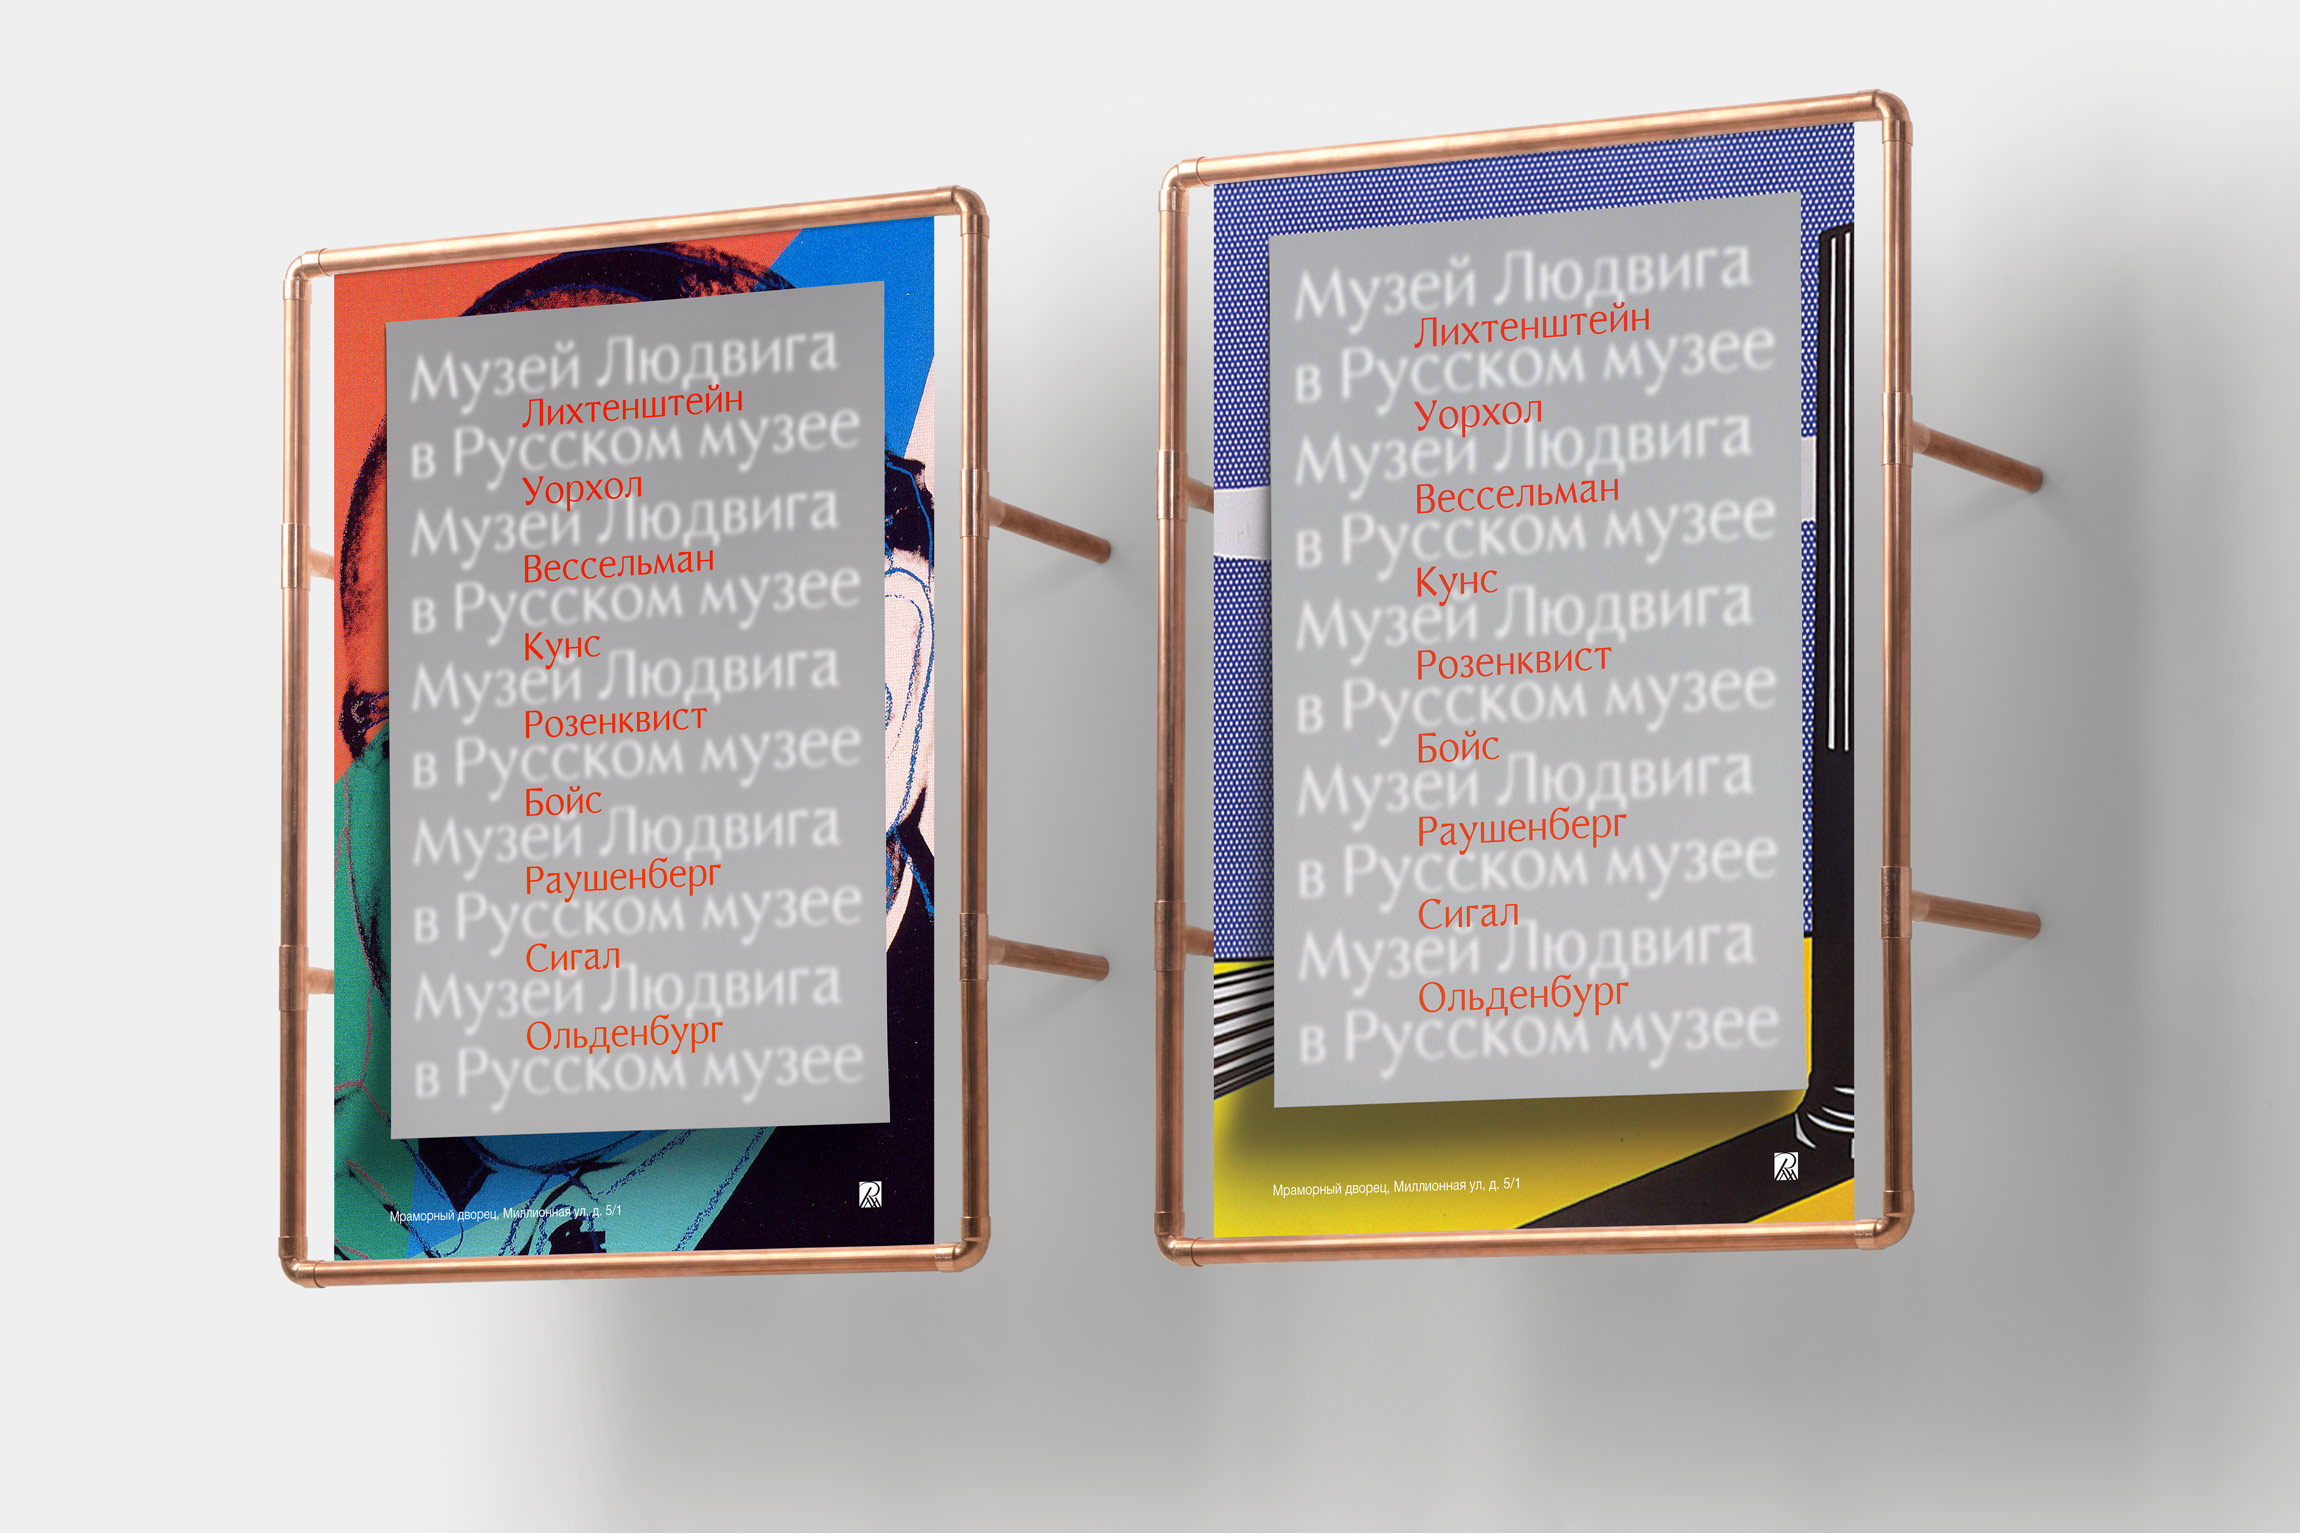 Музей Людвига
Лихтенштейн
в Русском музее
Уорхол
Музей Людвига
Вессельман
в Русском музее
Кунс
Музей Людвига
Розенквист
в Русском музее
Бойс
Музей Людвига
Раушенберг
в Русском музее
Сигал
Музей Людвига
Ольденбург
в Русском музее
Мраморный дворец, Миллионная ул, д. 5/1
Музей Людвига
Лихтенштейн
в Русском музее
Уорхол
Музей Людвига
Вессельман
в Русском музее
Кунс
Музей Людвига
Розенквист
в Русском музее
Бойс
Музей Людвига
Раушенберг
в Русском музее
Сигал
Музей Людвига
Ольденбург
в Русском музее
Мраморный дворец, Миллионная ул, д. 5/1